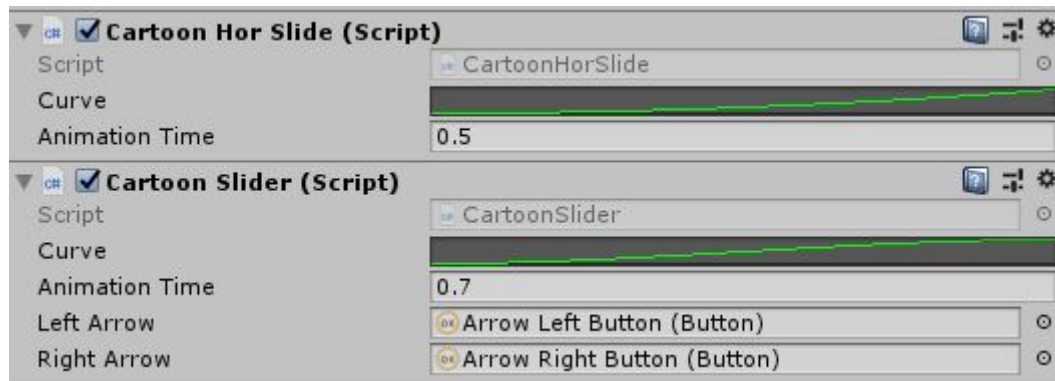 Cartoon Hor Slide (Script)
Script CartoonHorSlide
Curve
Animation Time 0.5
Cartoon Slider (Script)
Script CartoonSlider
Curve
Animation Time 0.7
Left Arrow Arrow Left Button (Button)
Right Arrow Arrow Right Button (Button)